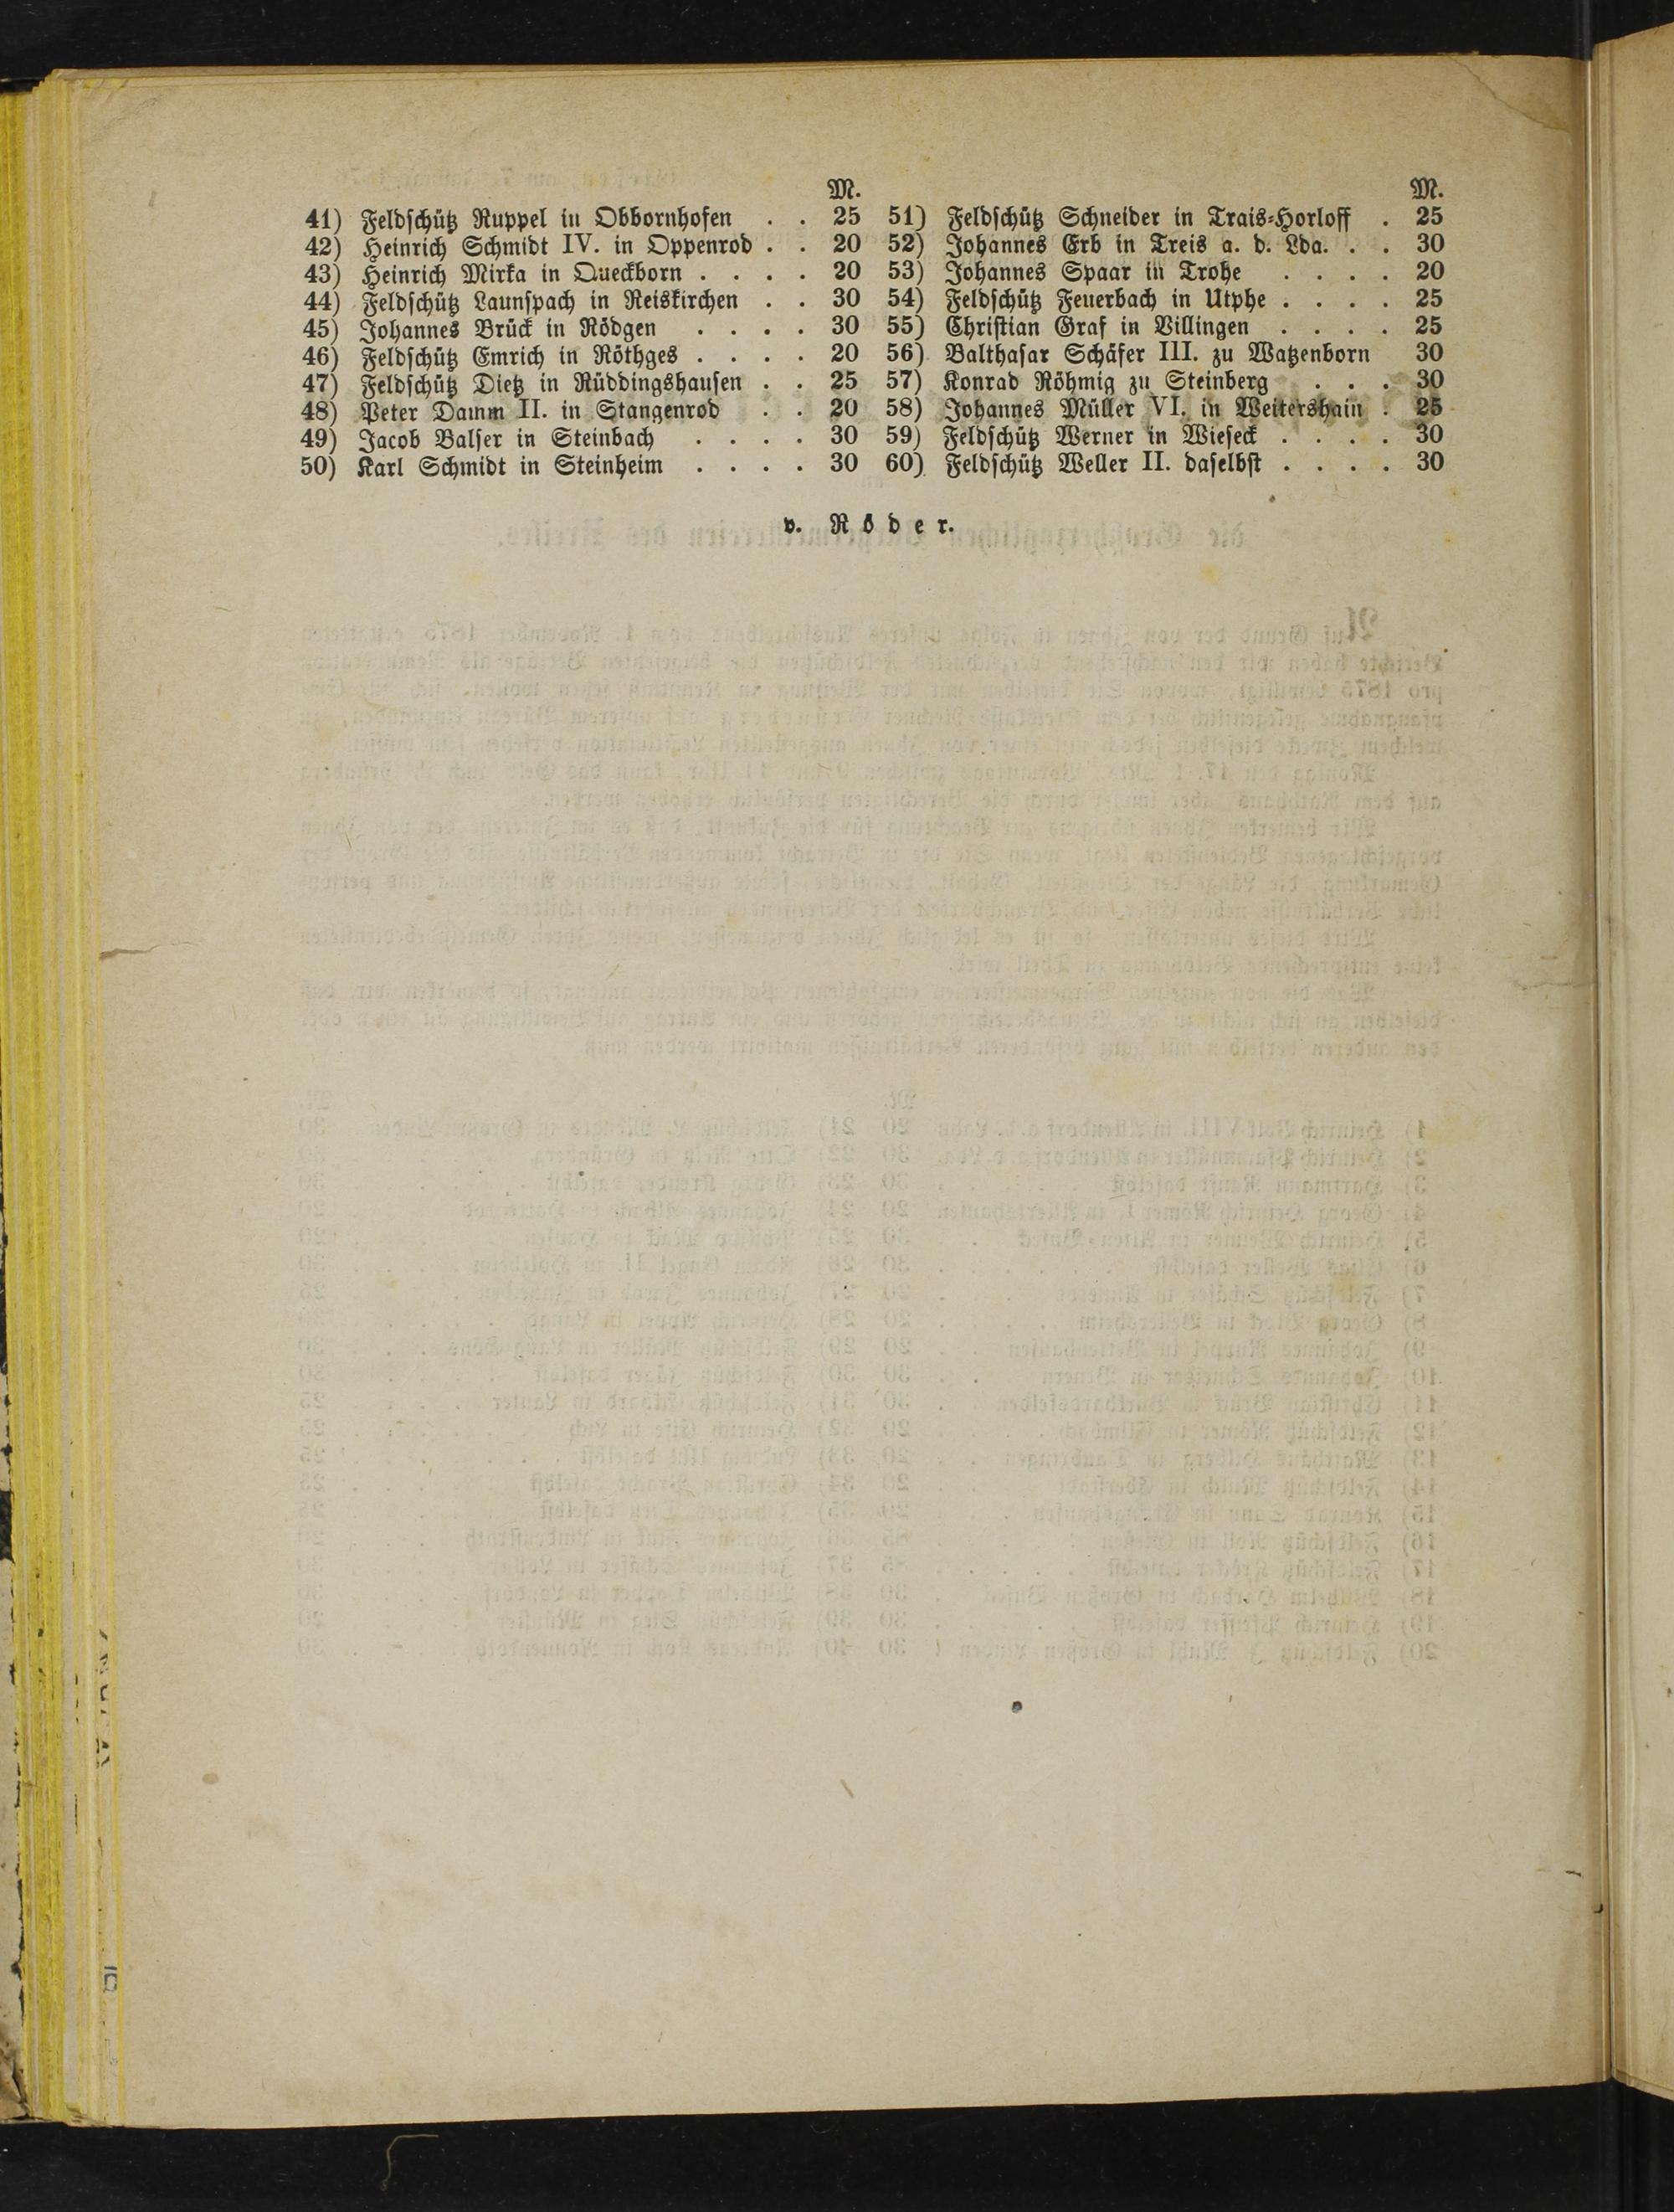 M.
41) Feldschütz Ruppel in Obbornhofen . . 25
42) Heinrich Schmidt IV. in Oppenrod . . 20
43) Heinrich Mirka in Queckborn . . . . 20
44) Feldschütz Launspach in Reiskirchen . . 30
45) Johannes Brück in Rödgen . . . . 30
46) Feldschütz Emrich in Röthges . . . . 20
47) Feldschütz Dietz in Rüddingshausen . . 25
48) Peter Damm II. in Stangenrod . . 20
49) Jacob Balser in Steinbach . . . . 30
50) Karl Schmidt in Steinheim . . . . 30
M.
51) Feldschütz Schneider in Trais-Horloff . 25
52) Johannes Erb in Treis a. d. Lda. . . 30
53) Johannes Spaar in Trohe . . . . 20
54) Feldschütz Feuerbach in Utphe . . . . 25
55) Christian Graf in Villingen . . . . 25
56) Balthasar Schäfer III. zu Watzenborn 30
57) Konrad Röhmig zu Steinberg . . . 30
58) Johannes Müller VI. in Weitershain . 25
59) Feldschütz Werner in Wieseck . . . . 30
60) Feldschütz Weller II. daselbst . . . . 30
v. Röder.